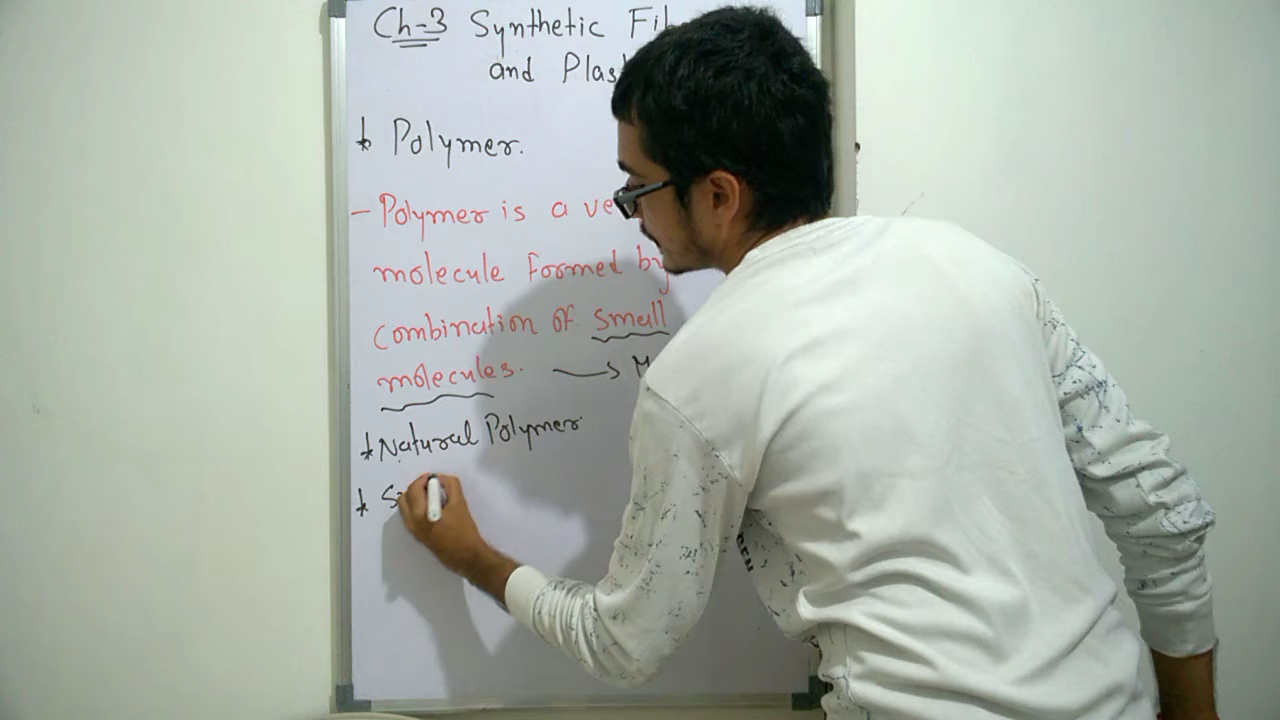 Ch-3 Synthetic Fi
and Plas
* Polymer.
- Polymer is a ve
molecule formed by
combination of small
molecules. → M
* Natural Polymer
* S